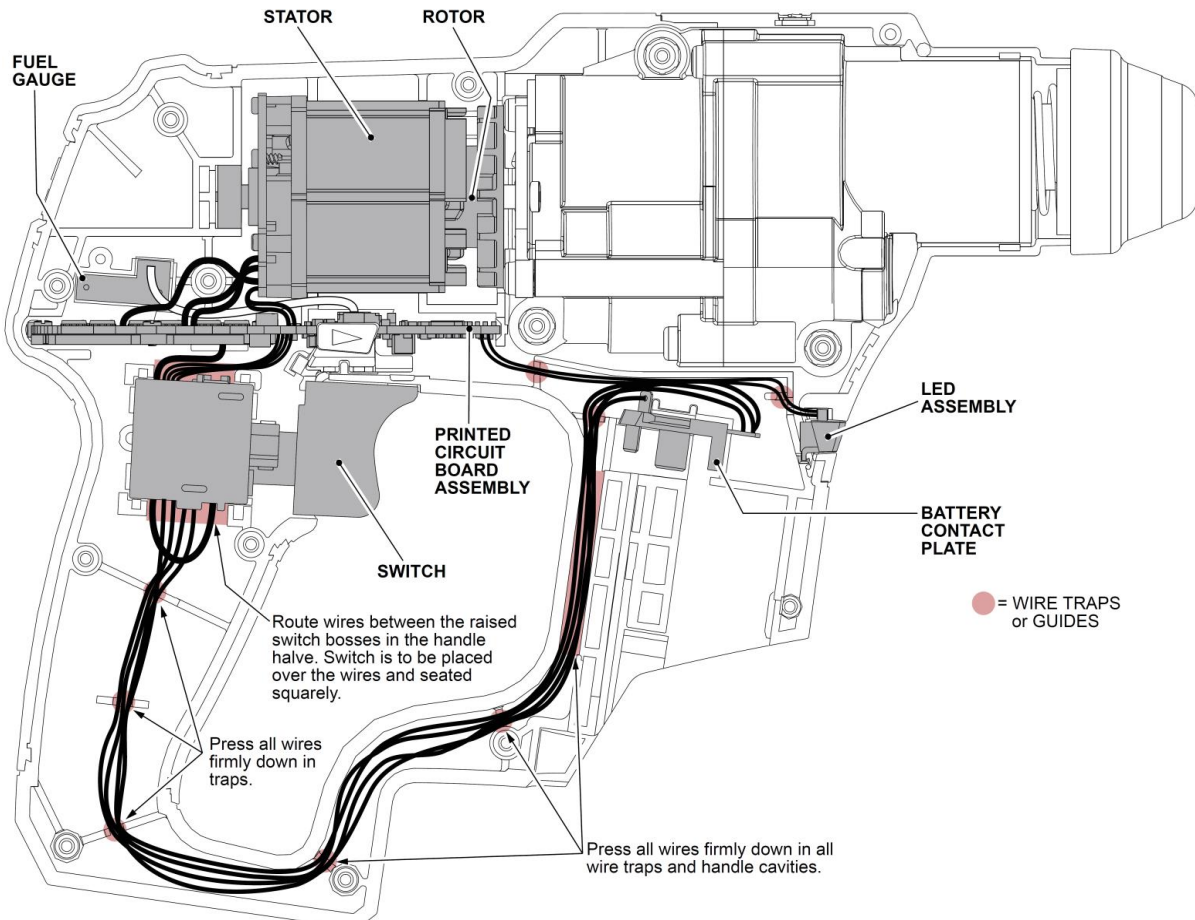 STATOR
ROTOR
FUEL
GAUGE
LED
ASSEMBLY
PRINTED
CIRCUIT
BOARD
ASSEMBLY
BATTERY
CONTACT
PLATE
SWITCH
= WIRE TRAPS
or GUIDES
Route wires between the raised
switch bosses in the handle
halve. Switch is to be placed
over the wires and seated
squarely.
Press all wires
firmly down in
traps.
Press all wires firmly down in all
wire traps and handle cavities.